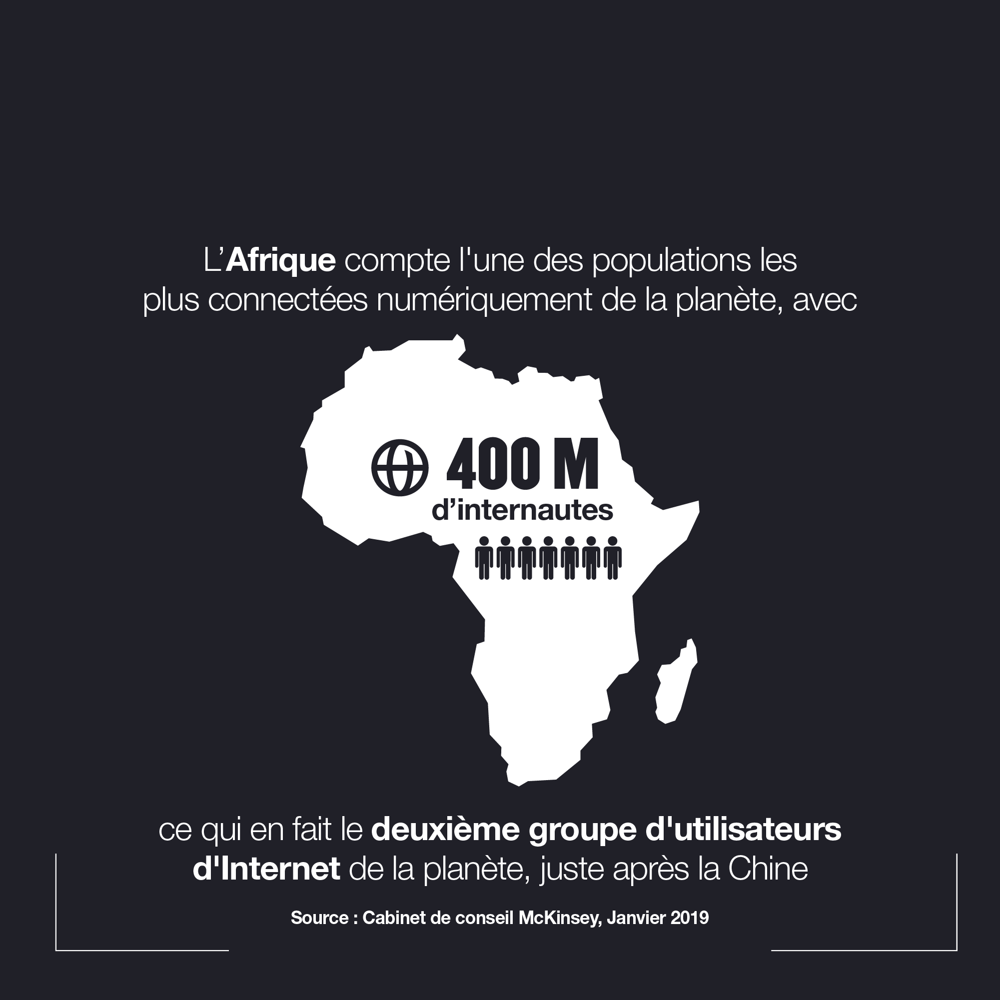 L’Afrique compte l'une des populations les
plus connectées numériquement de la planète, avec
400 M
d’internautes
ce qui en fait le deuxième groupe d'utilisateurs
d'Internet de la planète, juste après la Chine
Source : Cabinet de conseil McKinsey, Janvier 2019